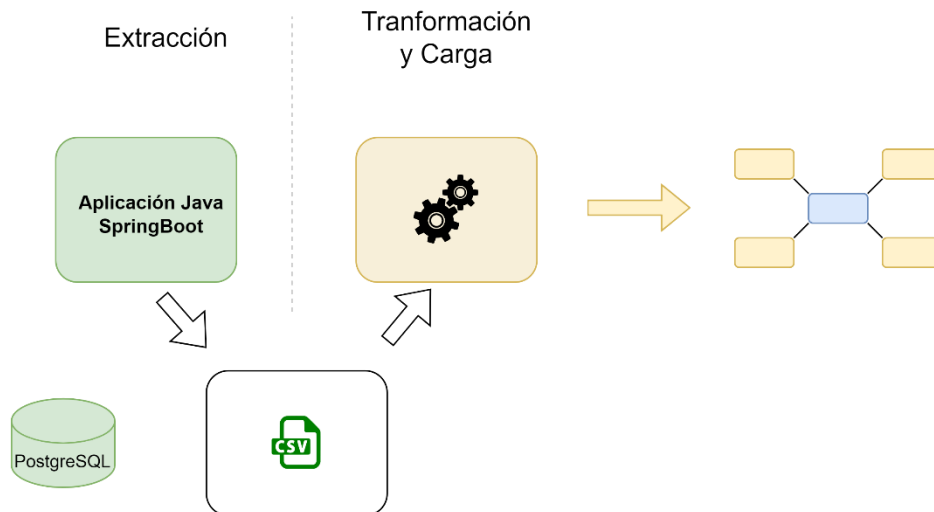 Extracción
Tranformación
y Carga
Aplicación Java
SpringBoot
CSV
PostgreSQL